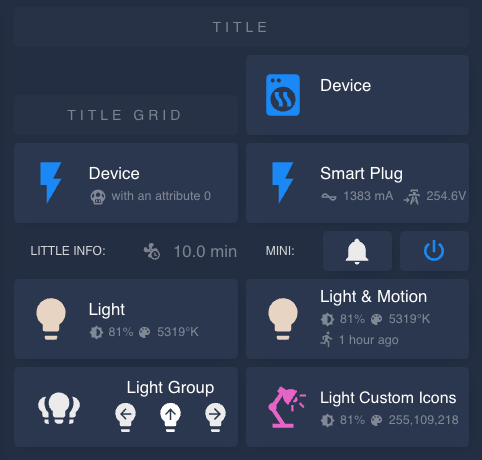 TITLE
Device
TITLE GRID
Device
with an attribute 0
Smart Plug
1383 mA 254.6V
LITTLE INFO: 10.0 min
MINI:
Light
81% 5319°K
Light & Motion
81% 5319°K
1 hour ago
Light Group
Light Custom Icons
81% 255,109,218